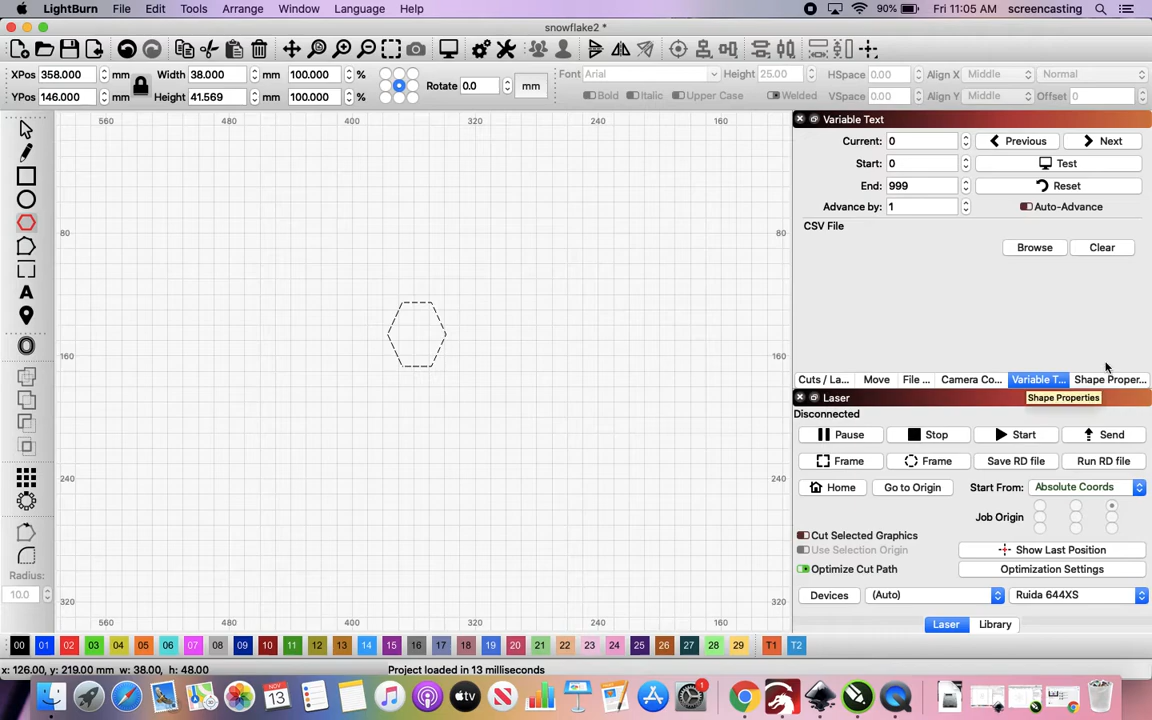 LightBurn File Edit Tools Arrange Window Language Help 90% Fri 11:05 AM screencasting
snowflake2 *
XPos 358.000 mm Width 38.000 mm 100.000 % Rotate 0.0 mm Font Arial Height 25.00 HSpace 0.00 Align X Middle Normal
YPos 146.000 mm Height 41.569 mm 100.000 % Bold Italic Upper Case Welded VSpace 0.00 Align Y Middle Offset 0
560 480 400 320 240 160
80 80
160 160
240 240
320 320
560 480 400 320 240 160
A
Radius:
10.0
Variable Text
Current: 0 Previous Next
Start: 0 Test
End: 999 Reset
Advance by: 1 Auto-Advance
CSV File
Browse Clear
Cuts / La... Move File ... Camera Co... Variable T... Shape Proper...
Shape Properties
Laser
Disconnected
Pause Stop Start Send
Frame Frame Save RD file Run RD file
Home Go to Origin Start From: Absolute Coords
Job Origin
Cut Selected Graphics
Use Selection Origin Show Last Position
Optimize Cut Path Optimization Settings
Devices (Auto) Ruida 644XS
Laser Library
00 01 02 03 04 05 06 07 08 09 10 11 12 13 14 15 16 17 18 19 20 21 22 23 24 25 26 27 28 29 T1 T2
x: 126.00, y: 219.00 mm w: 38.00, h: 48.00 Project loaded in 13 milliseconds
NOV
13
tv
1